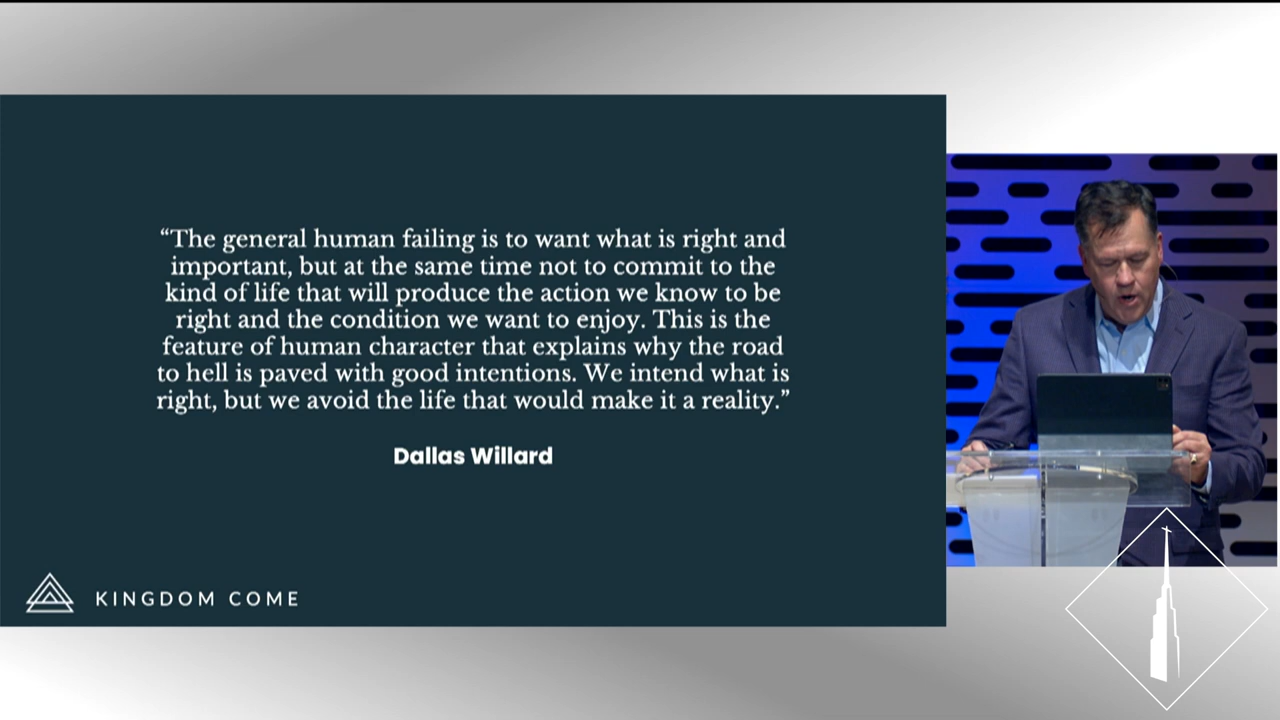 “The general human failing is to want what is right and
important, but at the same time not to commit to the
kind of life that will produce the action we know to be
right and the condition we want to enjoy. This is the
feature of human character that explains why the road
to hell is paved with good intentions. We intend what is
right, but we avoid the life that would make it a reality.”
Dallas Willard
KINGDOM COME